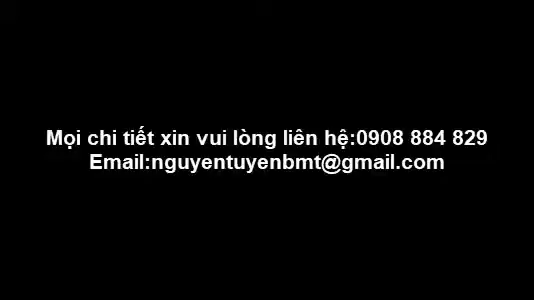 Mọi chi tiết xin vui lòng liên hệ:0908 884 829
Email:nguyentuyenbmt@gmail.com